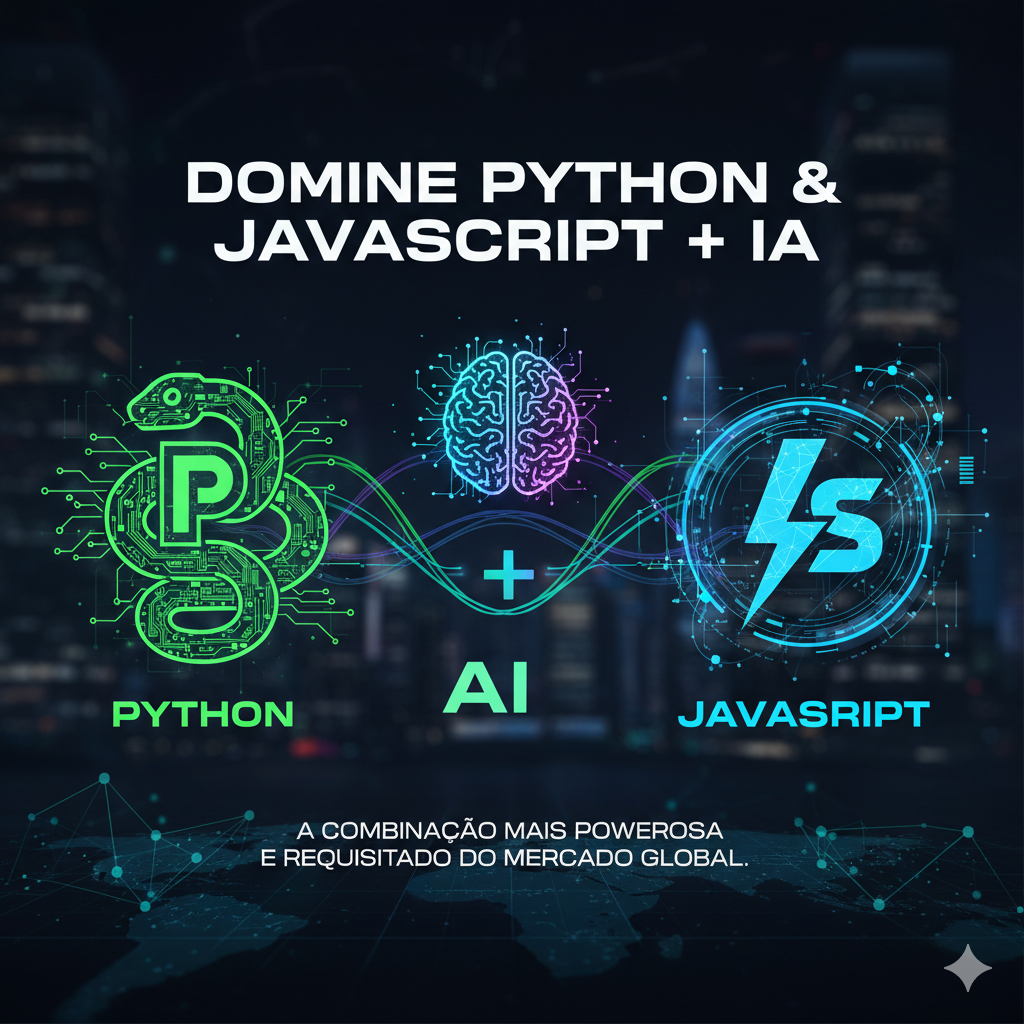 DOMINE PYTHON &
JAVASCRIPT + IA
P
S
+
AI
PYTHON
JAVASRIPT
A COMBINAÇÃO MAIS POWEROSA
E REQUISITADO DO MERCADO GLOBAL.